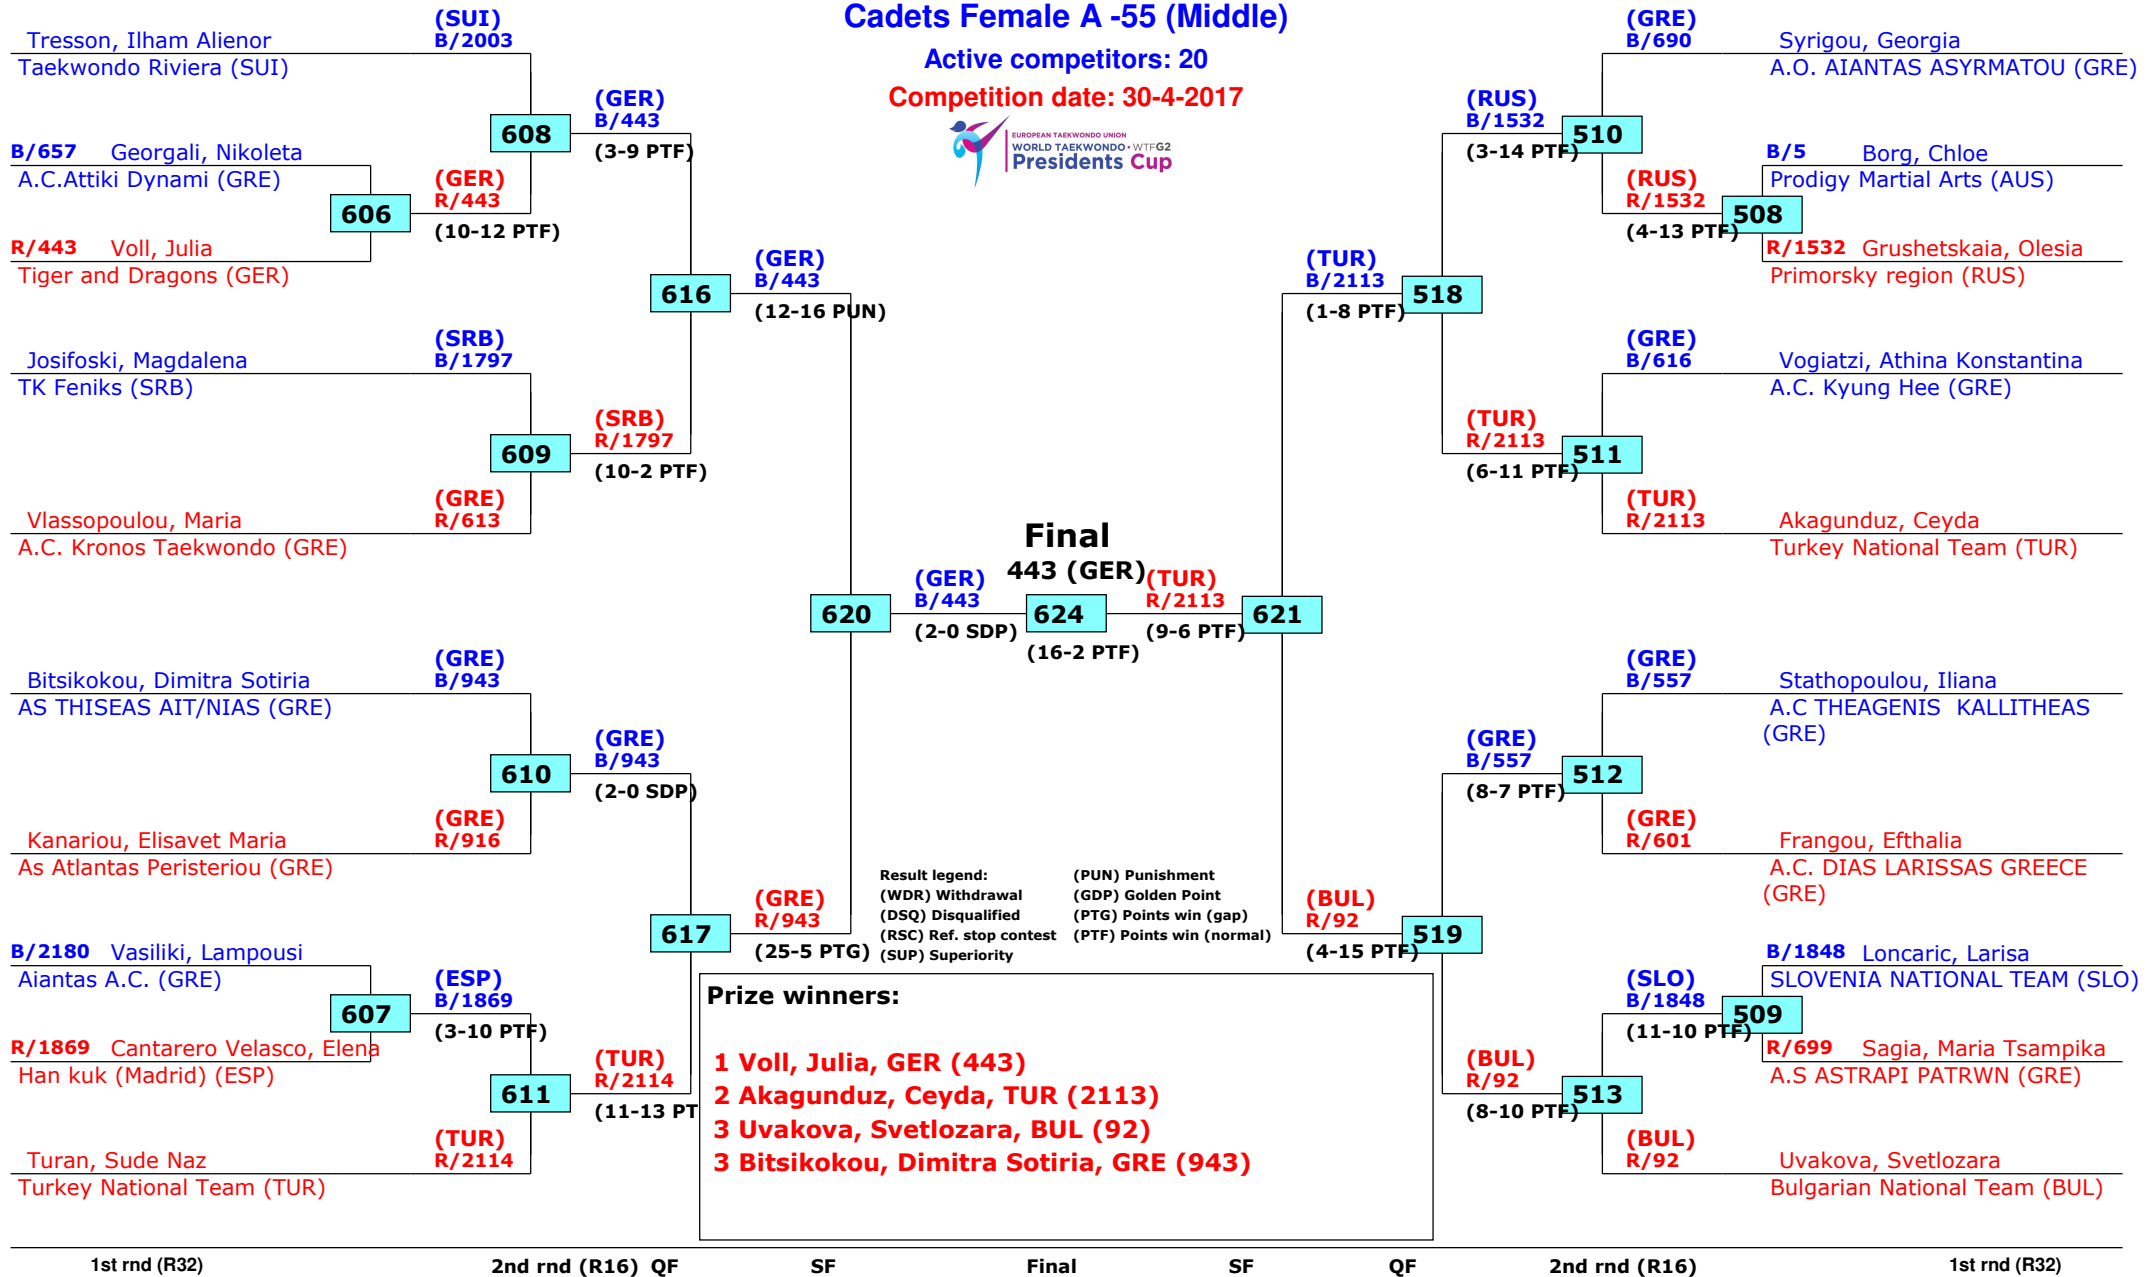 Cadets Female A -55 (Middle)
Active competitors: 20
Competition date: 30-4-2017
EUROPEAN TAEKWONDO UNION
WORLD TAEKWONDO • WTFG2
Presidents Cup
(SUI)
B/2003
Tresson, Ilham Alienor
Taekwondo Riviera (SUI)
(GER)
B/443
608
(3-9 PTF)
B/657 Georgali, Nikoleta
A.C.Attiki Dynami (GRE)
(GER)
R/443
606
(10-12 PTF)
R/443 Voll, Julia
Tiger and Dragons (GER)
(GER)
B/443
616
(12-16 PUN)
(SRB)
B/1797
Josifoski, Magdalena
TK Feniks (SRB)
(SRB)
R/1797
609
(10-2 PTF)
(GRE)
R/613
Vlassopoulou, Maria
A.C. Kronos Taekwondo (GRE)
(GER)
B/443
620
(2-0 SDP)
(GRE)
B/943
Bitsikokou, Dimitra Sotiria
AS THISEAS AIT/NIAS (GRE)
(GRE)
B/943
610
(2-0 SDP)
(GRE)
R/916
Kanariou, Elisavet Maria
As Atlantas Peristeriou (GRE)
(GRE)
R/943
617
(25-5 PTG)
B/2180 Vasiliki, Lampousi
Aiantas A.C. (GRE)
(ESP)
B/1869
607
(3-10 PTF)
R/1869 Cantarero Velasco, Elena
Han kuk (Madrid) (ESP)
(TUR)
R/2114
611
(11-13 PT
(TUR)
R/2114
Turan, Sude Naz
Turkey National Team (TUR)
Final
443 (GER)
624
(16-2 PTF)
(TUR)
R/2113
621
(9-6 PTF)
(GRE)
B/690
Syrigou, Georgia
A.O. AIANTAS ASYRMATOU (GRE)
(RUS)
B/1532
510
(3-14 PTF)
B/5 Borg, Chloe
Prodigy Martial Arts (AUS)
(RUS)
R/1532
508
(4-13 PTF)
R/1532 Grushetskaia, Olesia
Primorsky region (RUS)
(TUR)
B/2113
518
(1-8 PTF)
(GRE)
B/616
Vogiatzi, Athina Konstantina
A.C. Kyung Hee (GRE)
(TUR)
R/2113
511
(6-11 PTF)
(TUR)
R/2113
Akagunduz, Ceyda
Turkey National Team (TUR)
(GRE)
B/557
Stathopoulou, Iliana
A.C THEAGENIS KALLITHEAS
(GRE)
(GRE)
B/557
512
(8-7 PTF)
(GRE)
R/601
Frangou, Efthalia
A.C. DIAS LARISSAS GREECE
(GRE)
(BUL)
R/92
519
(4-15 PTF)
B/1848 Loncaric, Larisa
SLOVENIA NATIONAL TEAM (SLO)
(SLO)
B/1848
509
(11-10 PTF)
R/699 Sagia, Maria Tsampika
A.S ASTRAPI PATRWN (GRE)
(BUL)
R/92
513
(8-10 PTF)
(BUL)
R/92
Uvakova, Svetlozara
Bulgarian National Team (BUL)
Result legend: (PUN) Punishment
(WDR) Withdrawal (GDP) Golden Point
(DSQ) Disqualified (PTG) Points win (gap)
(RSC) Ref. stop contest (PTF) Points win (normal)
(SUP) Superiority
Prize winners:
1 Voll, Julia, GER (443)
2 Akagunduz, Ceyda, TUR (2113)
3 Uvakova, Svetlozara, BUL (92)
3 Bitsikokou, Dimitra Sotiria, GRE (943)
1st rnd (R32) 2nd rnd (R16) QF SF Final SF QF 2nd rnd (R16) 1st rnd (R32)